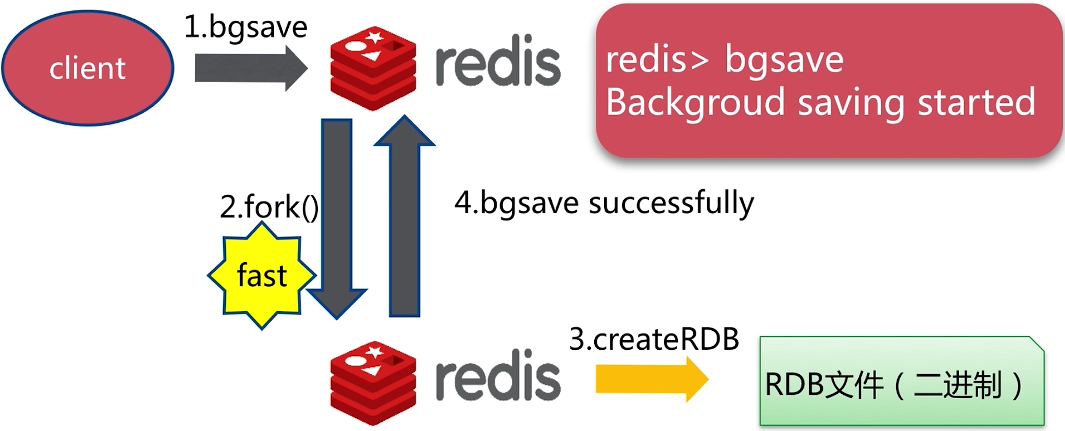 1.bgsave
client
redis
redis> bgsave
Backgroud saving started
2.fork()
4.bgsave successfully
fast
3.createRDB
redis
RDB文件（二进制）